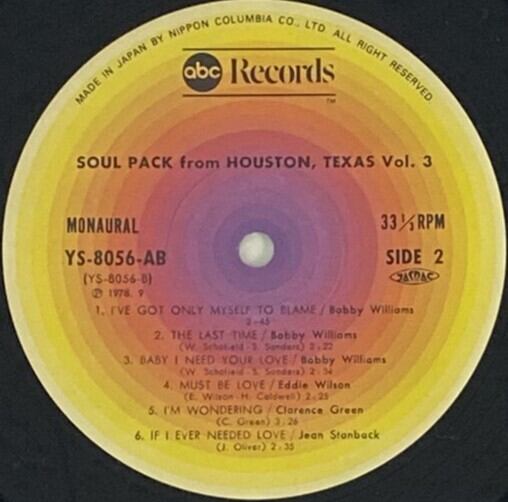 MADE IN JAPAN BY NIPPON COLUMBIA CO., LTD. ALL RIGHT RESERVED
abc Records
TM
SOUL PACK from HOUSTON, TEXAS Vol. 3
MONAURAL 33 1/3 RPM
YS-8056-AB SIDE 2
(YS-8056-B) JASRAC
Ⓟ 1978. 9
1. I'VE GOT ONLY MYSELF TO BLAME / Bobby Williams
2:45
2. THE LAST TIME / Bobby Williams
(W. Schofield - S. Sanders) 2:22
3. BABY I NEED YOUR LOVE / Bobby Williams
(W. Schofield - S. Sanders) 2:34
4. MUST BE LOVE / Eddie Wilson
(E. Wilson - H. Caldwell) 2:25
5. I'M WONDERING / Clarence Green
(C. Green) 3:26
6. IF I EVER NEEDED LOVE / Jean Stanback
(J. Oliver) 2:35